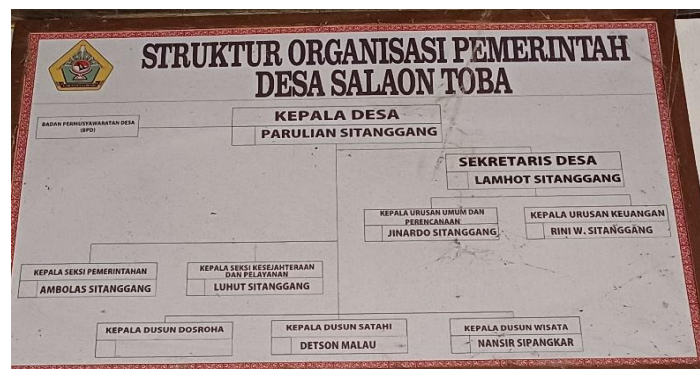 STRUKTUR ORGANISASI PEMERINTAH
DESA SALAON TOBA
BADAN PERMUSYAWARATAN DESA
(BPD)
KEPALA DESA
PARULIAN SITANGGANG
SEKRETARIS DESA
LAMHOT SITANGGANG
KEPALA URUSAN UMUM DAN
PERENCANAAN
JINARDO SITANGGANG
KEPALA URUSAN KEUANGAN
RINI W. SITANGGANG
KEPALA SEKSI PEMERINTAHAN
AMBOLAS SITANGGANG
KEPALA SEKSI KESEJAHTERAAN
DAN PELAYANAN
LUHUT SITANGGANG
KEPALA DUSUN DOSROHA
KEPALA DUSUN SATAHI
DETSON MALAU
KEPALA DUSUN WISATA
NANSIR SIPANGKAR